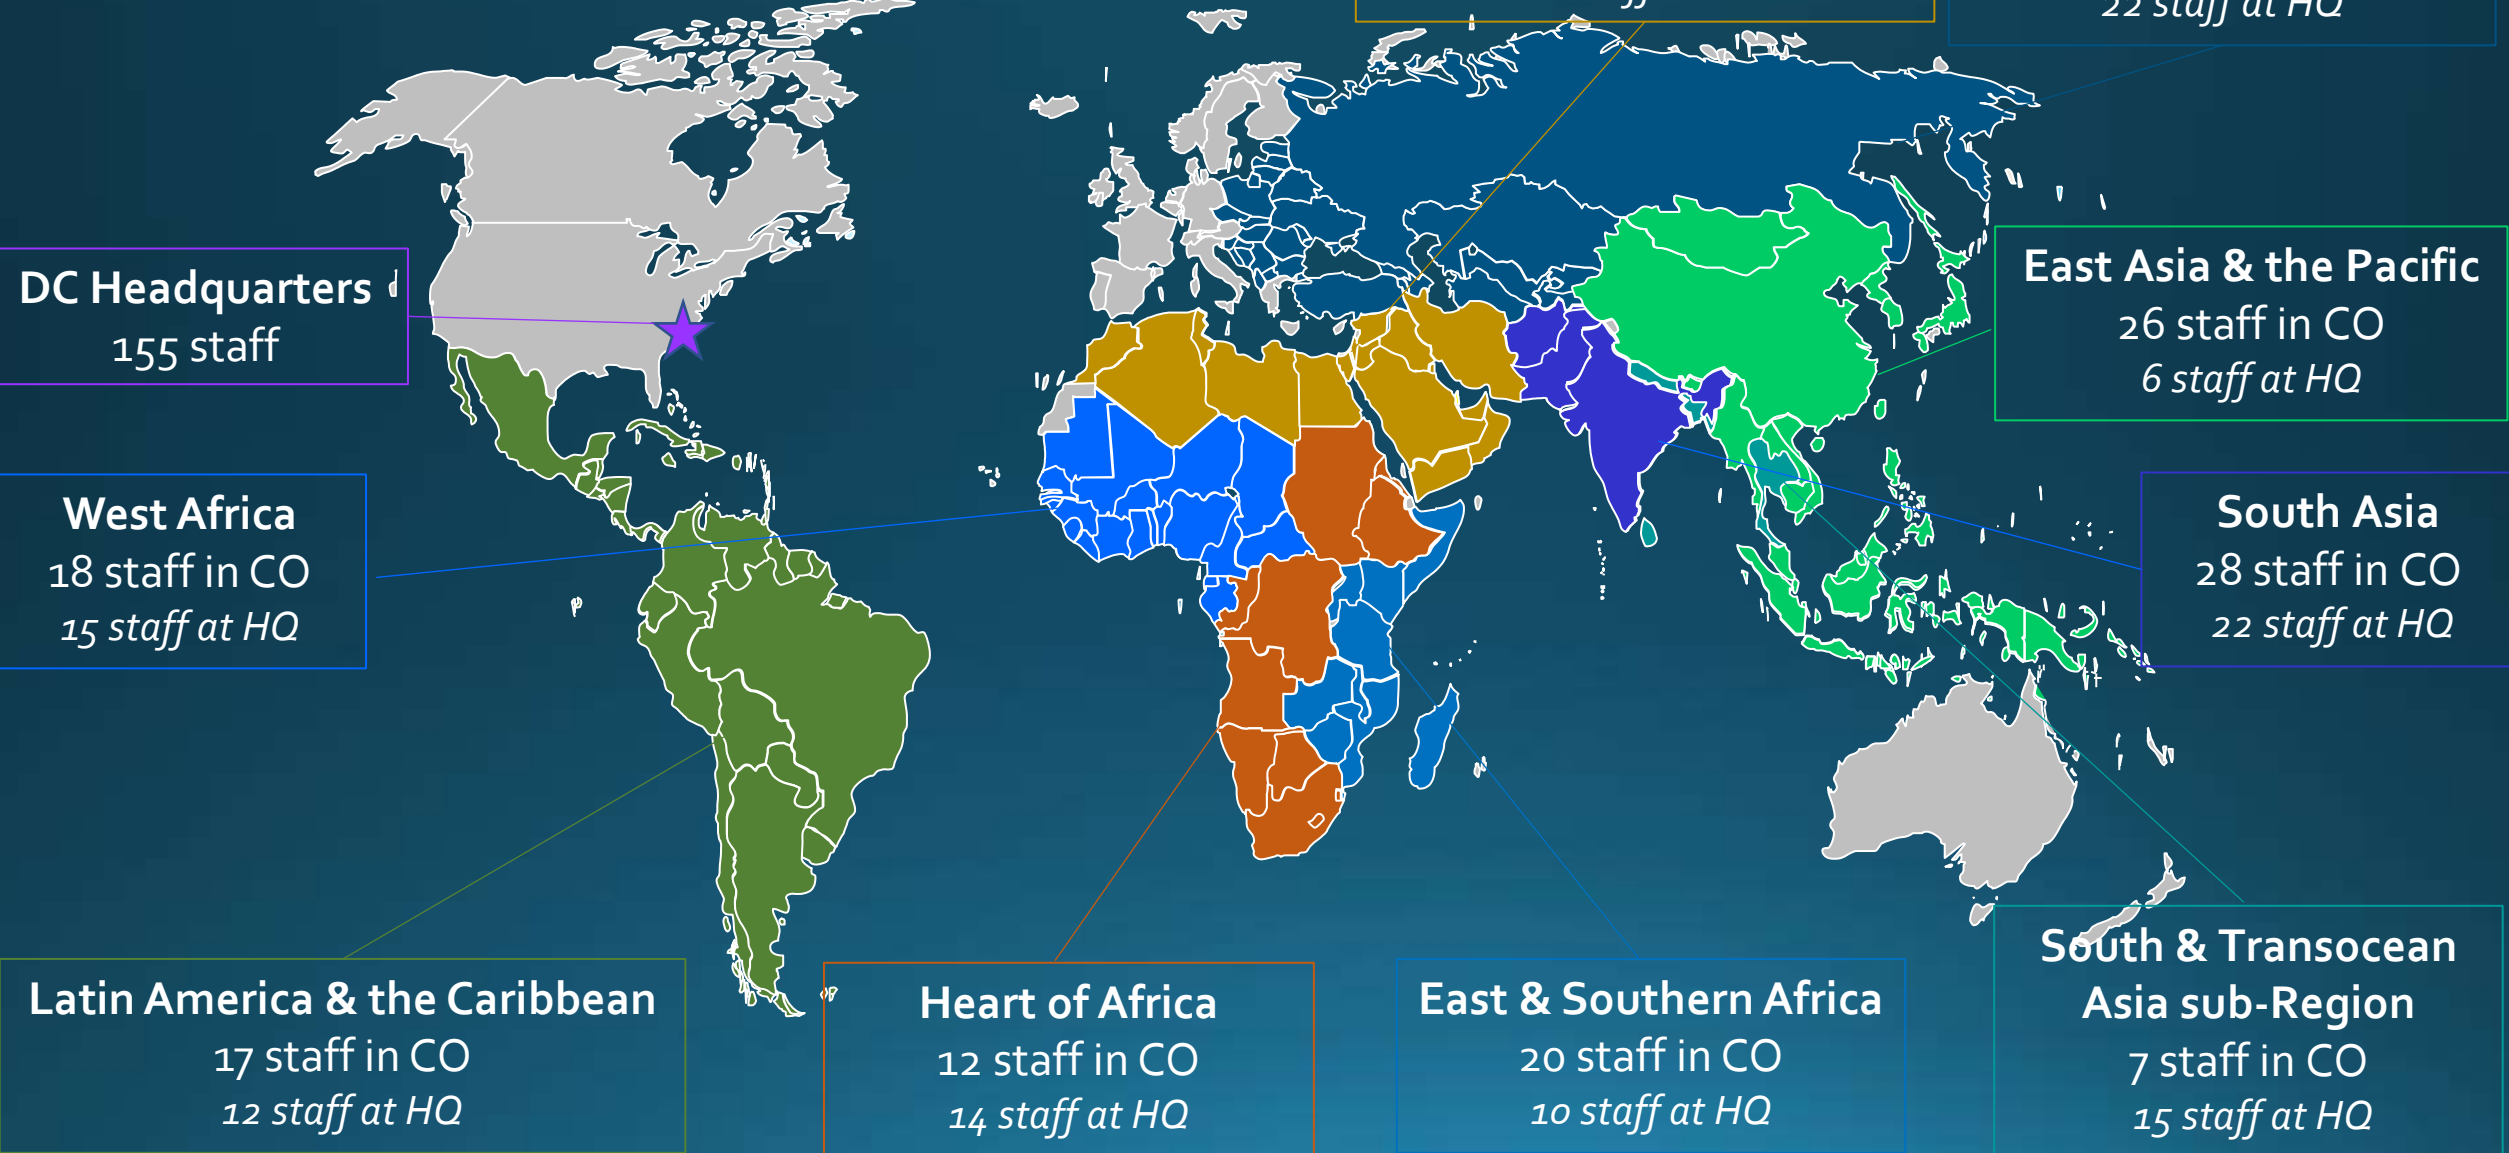 22 staff at HQ
DC Headquarters
155 staff
East Asia & the Pacific
26 staff in CO
6 staff at HQ
West Africa
18 staff in CO
15 staff at HQ
South Asia
28 staff in CO
22 staff at HQ
Latin America & the Caribbean
17 staff in CO
12 staff at HQ
Heart of Africa
12 staff in CO
14 staff at HQ
East & Southern Africa
20 staff in CO
10 staff at HQ
South & Transocean
Asia sub-Region
7 staff in CO
15 staff at HQ